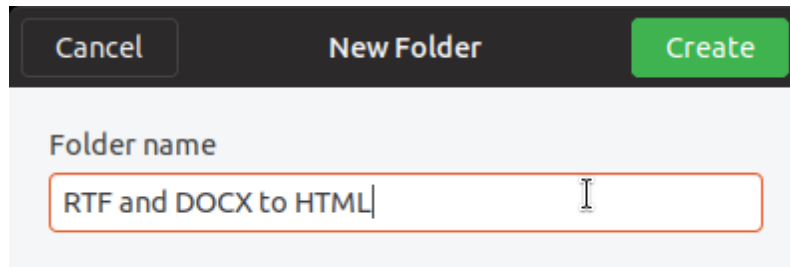 Cancel New Folder Create
Folder name
RTF and DOCX to HTML